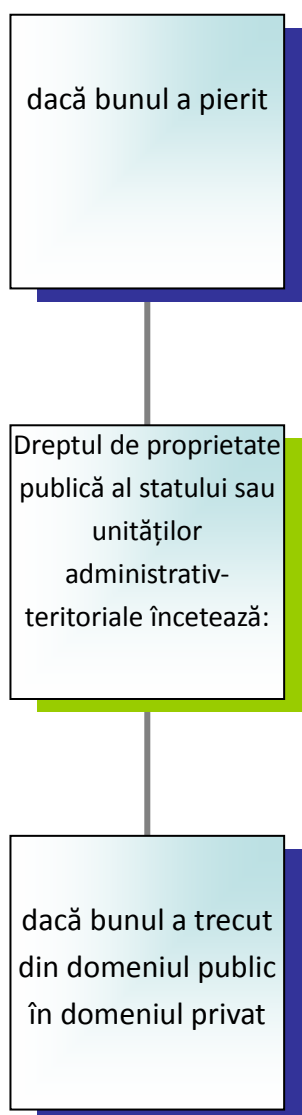 dacă bunul a pierit
Dreptul de proprietate
publică al statului sau
unităților
administrativ-
teritoriale încetează:
dacă bunul a trecut
din domeniul public
în domeniul privat